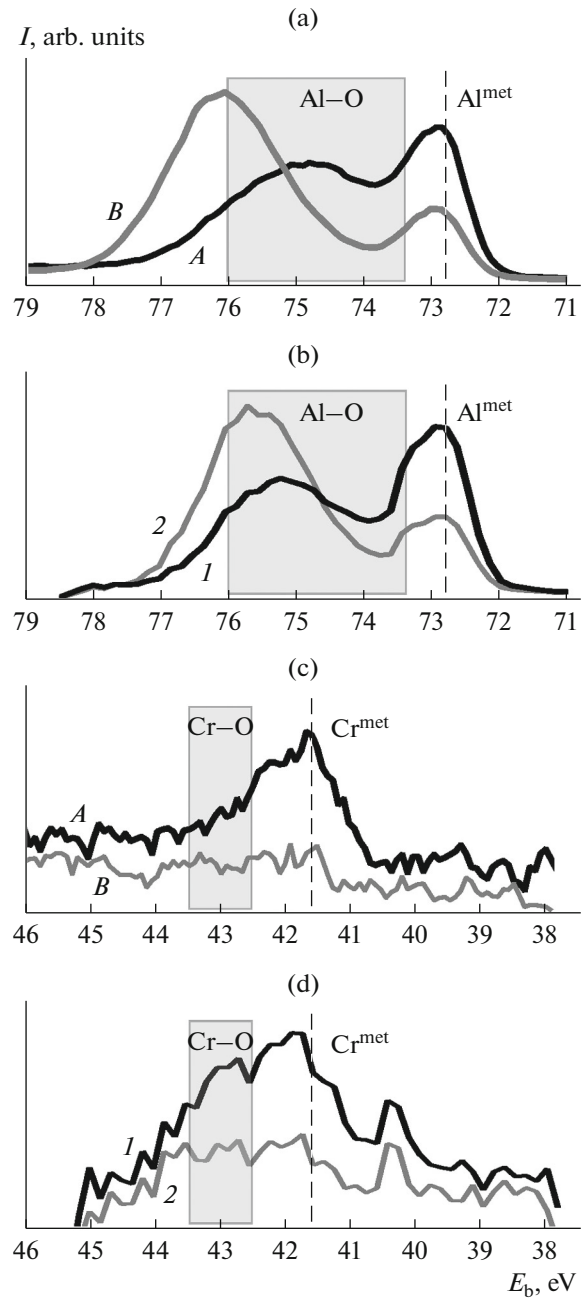 (a)
I, arb. units
Al–O
Al^met
B
A
79 78 77 76 75 74 73 72 71
(b)
Al–O
Al^met
2
1
79 78 77 76 75 74 73 72 71
(c)
Cr–O
Cr^met
A
B
46 45 44 43 42 41 40 39 38
(d)
Cr–O
Cr^met
1
2
46 45 44 43 42 41 40 39 38
E_b, eV